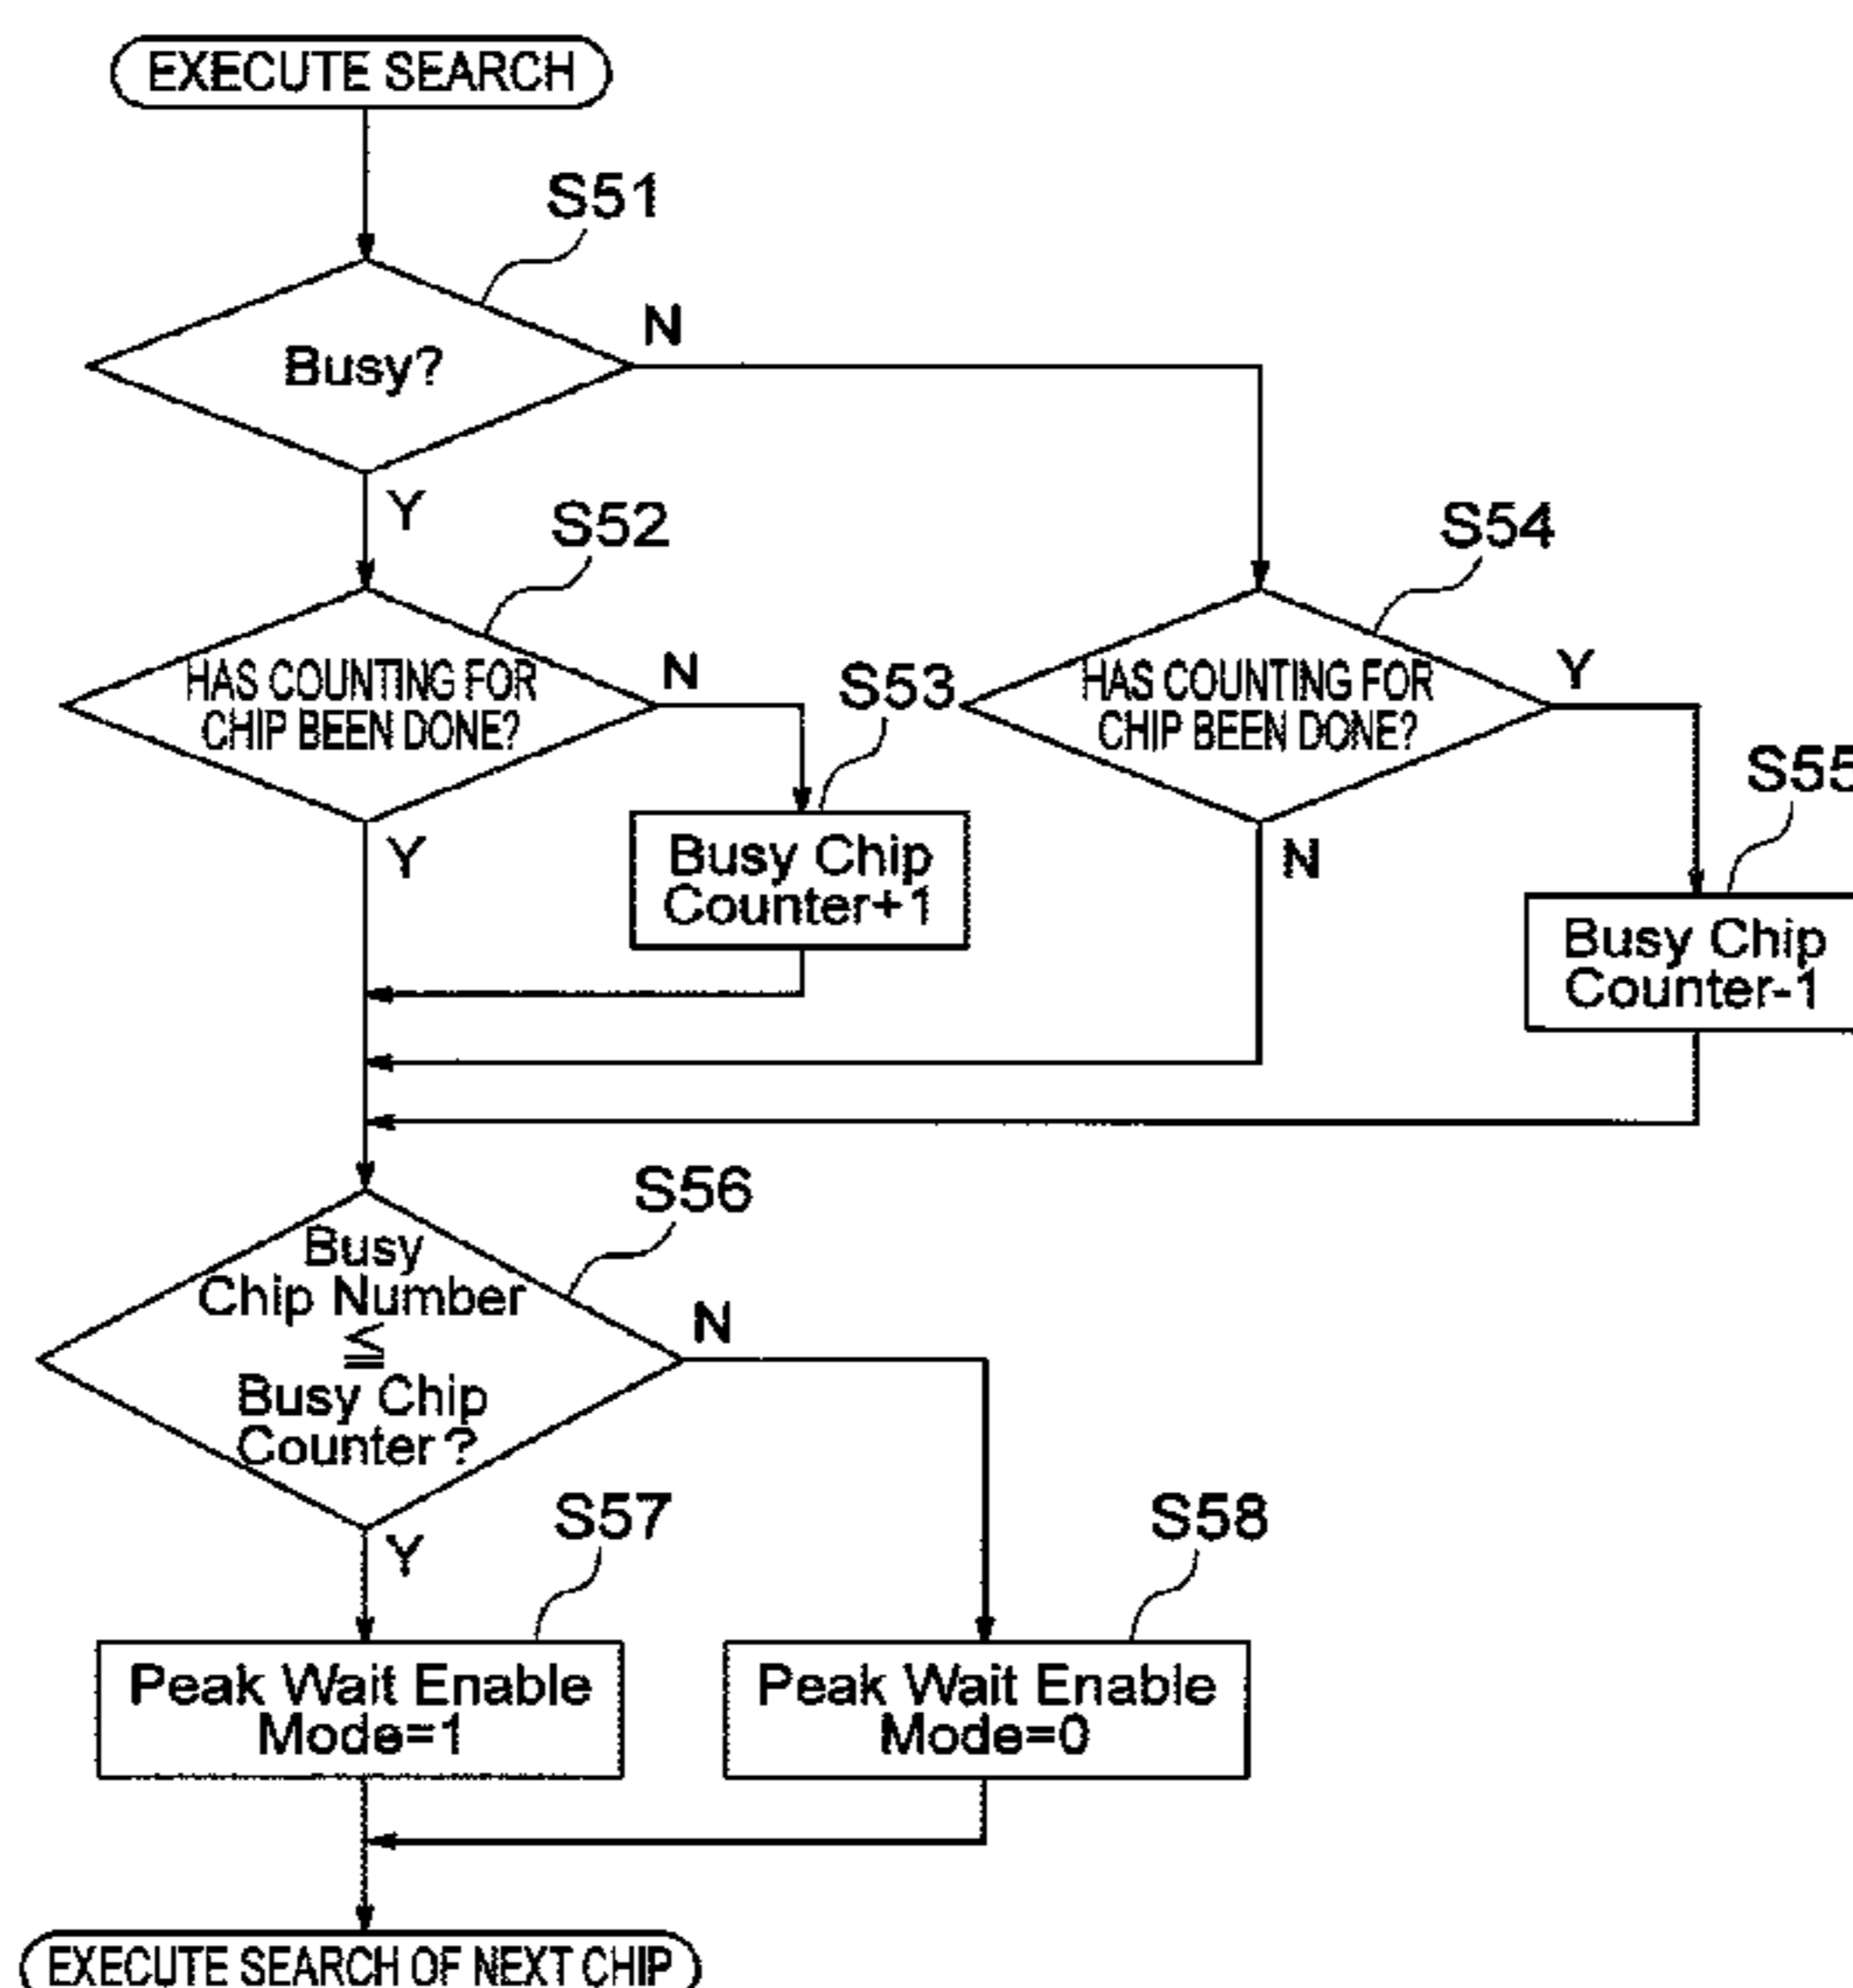 EXECUTE SEARCH
S51
Busy?
N
Y
S52
S54
HAS COUNTING FOR
CHIP BEEN DONE?
N
S53
HAS COUNTING FOR
CHIP BEEN DONE?
Y
S55
Y
Busy Chip
Counter+1
N
Busy Chip
Counter-1
S56
Busy
Chip Number
≦
Busy Chip
Counter?
N
Y
S57
S58
Peak Wait Enable
Mode=1
Peak Wait Enable
Mode=0
EXECUTE SEARCH OF NEXT CHIP